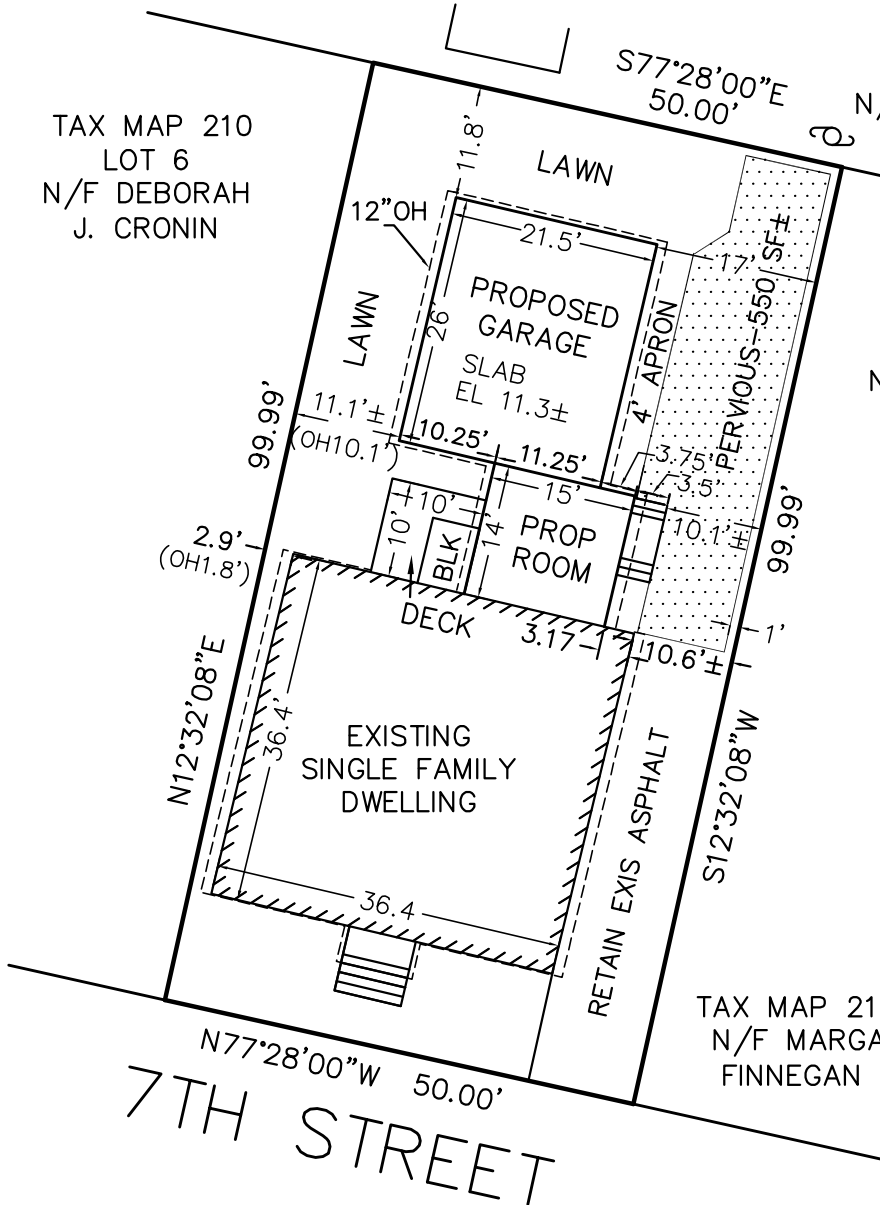 S77°28'00"E
50.00'
N/
TAX MAP 210
LOT 6
N/F DEBORAH
J. CRONIN
11.8'
LAWN
12"OH
21.5'
17'
PROPOSED
GARAGE
26'
SLAB
EL 11.3±
LAWN
4' APRON
PERVIOUS-550 SF±
N
99.99'
11.1'±
(OH10.1')
10.25'
11.25'
3.75'
3.5'
15'
10'
10'
14'
PROP
ROOM
BLK
10.1'±
99.99'
2.9'
(OH1.8')
DECK
3.17
1'
10.6'±
N12°32'08"E
36.4'
EXISTING
SINGLE FAMILY
DWELLING
36.4
RETAIN EXIS ASPHALT
S12°32'08"W
TAX MAP 21
N/F MARGA
FINNEGAN
N77°28'00"W 50.00'
7TH STREET